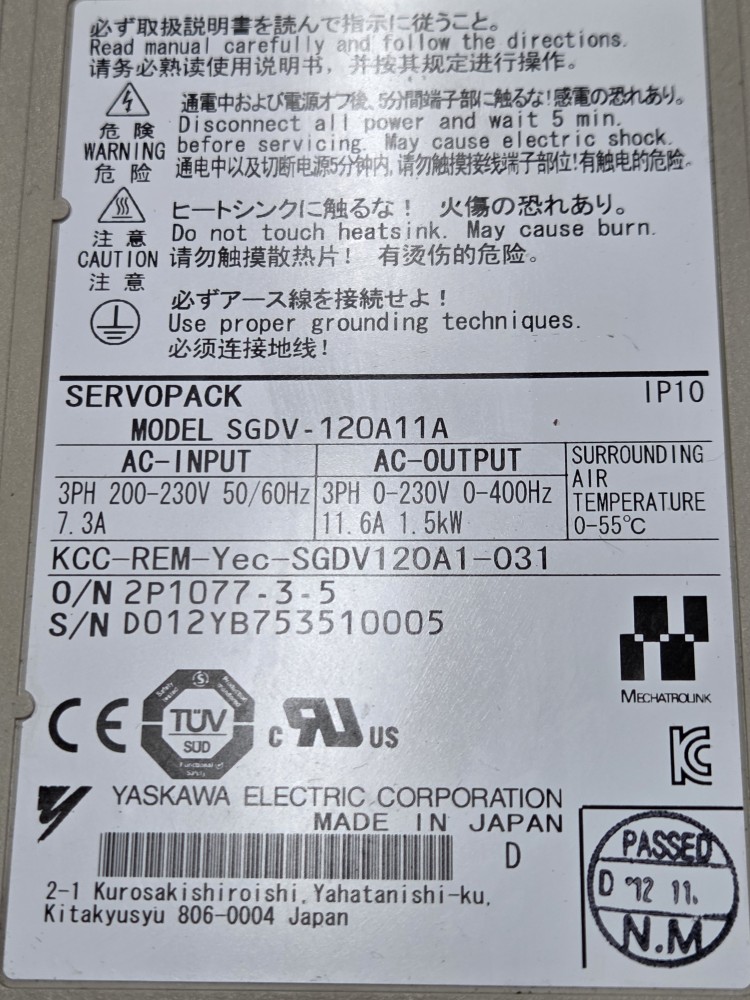 必ず取扱説明書を読んで指示に従うこと。
Read manual carefully and follow the directions.
请务必熟读使用说明书，并按其规定进行操作。
危険
WARNING
危险
通電中および電源オフ後、5分間端子部に触るな!感電の恐れあり。
Disconnect all power and wait 5 min.
before servicing. May cause electric shock.
通电中以及切断电源5分钟内,请勿触摸接线端子部位!有触电的危险。
注意
CAUTION
注意
ヒートシンクに触るな! 火傷の恐れあり。
Do not touch heatsink. May cause burn.
请勿触摸散热片! 有烫伤的危险。
必ずアース線を接続せよ!
Use proper grounding techniques.
必须连接地线!
SERVOPACK IP10
MODEL SGDV-120A11A
AC-INPUT
3PH 200-230V 50/60Hz
7.3A
AC-OUTPUT
3PH 0-230V 0-400Hz
11.6A 1.5kW
SURROUNDING
AIR
TEMPERATURE
0-55℃
KCC-REM-Yec-SGDV120A1-031
O/N 2P1077-3-5
S/N D012YB753510005
MECHATROLINK
CE
TÜV
SÜD
c RU US
KC
YASKAWA ELECTRIC CORPORATION
MADE IN JAPAN
D
2-1 Kurosakishiroishi, Yahatanishi-ku,
Kitakyusyu 806-0004 Japan
PASSED
D '12 11.
N.M